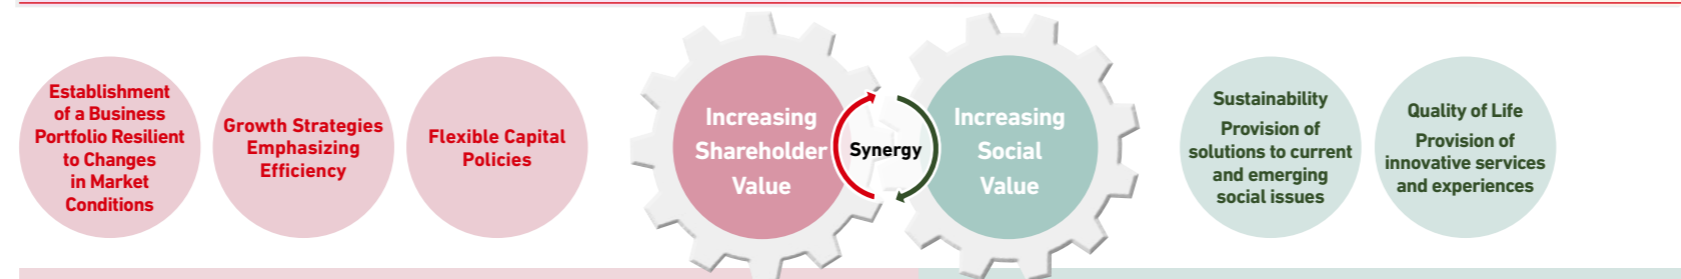 Establishment
of a Business
Portfolio Resilient
to Changes
in Market
Conditions
Growth Strategies
Emphasizing
Efficiency
Flexible Capital
Policies
Increasing
Shareholder
Value
Synergy
Increasing
Social
Value
Sustainability
Provision of
solutions to current
and emerging
social issues
Quality of Life
Provision of
innovative services
and experiences